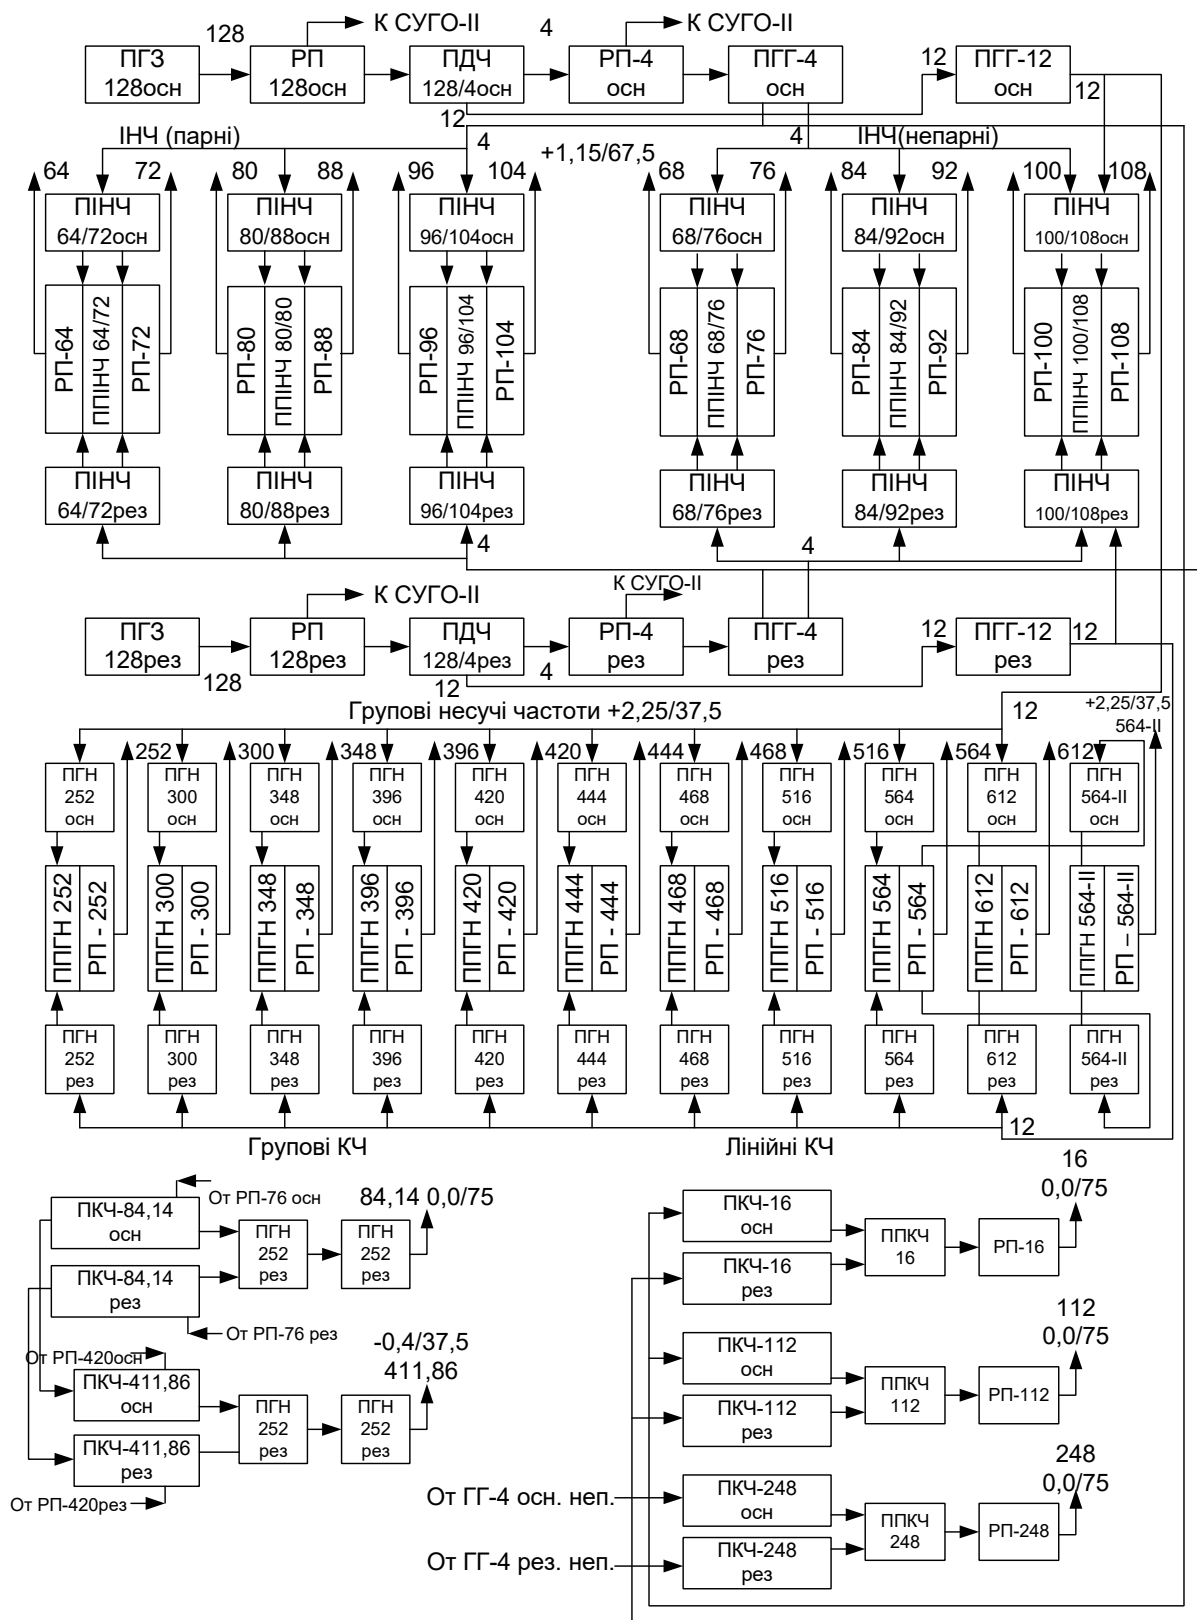 К СУГО-II
К СУГО-II
128
4
ПГЗ
128осн
РП
128осн
ПДЧ
128/4осн
РП-4
осн
ПГГ-4
осн
12
ПГГ-12
осн
12
12
ІНЧ (парні)
4
+1,15/67,5
4
ІНЧ(непарні)
64
72
80
88
96
104
68
76
84
92
100
108
ПІНЧ
64/72осн
ПІНЧ
80/88осн
ПІНЧ
96/104осн
ПІНЧ
68/76осн
ПІНЧ
84/92осн
ПІНЧ
100/108осн
РП-64
ППІНЧ 64/72
РП-72
РП-80
ППІНЧ 80/80
РП-88
РП-96
ППІНЧ 96/104
РП-104
РП-68
ППІНЧ 68/76
РП-76
РП-84
ППІНЧ 84/92
РП-92
РП-100
ППІНЧ 100/108
РП-108
ПІНЧ
64/72рез
ПІНЧ
80/88рез
ПІНЧ
96/104рез
ПІНЧ
68/76рез
ПІНЧ
84/92рез
ПІНЧ
100/108рез
4
4
К СУГО-II
К СУГО-II
ПГЗ
128рез
РП
128рез
ПДЧ
128/4рез
РП-4
рез
ПГГ-4
рез
12
ПГГ-12
рез
12
128
12
4
Групові несучі частоти +2,25/37,5
12
+2,25/37,5
564-II
252
300
348
396
420
444
468
516
564
612
ПГН
252
осн
ПГН
300
осн
ПГН
348
осн
ПГН
396
осн
ПГН
420
осн
ПГН
444
осн
ПГН
468
осн
ПГН
516
осн
ПГН
564
осн
ПГН
612
осн
ПГН
564-II
осн
ППГН 252
РП - 252
ППГН 300
РП - 300
ППГН 348
РП - 348
ППГН 396
РП - 396
ППГН 420
РП - 420
ППГН 444
РП - 444
ППГН 468
РП - 468
ППГН 516
РП - 516
ППГН 564
РП - 564
ППГН 612
РП - 612
ППГН 564-II
РП – 564-II
ПГН
252
рез
ПГН
300
рез
ПГН
348
рез
ПГН
396
рез
ПГН
420
рез
ПГН
444
рез
ПГН
468
рез
ПГН
516
рез
ПГН
564
рез
ПГН
612
рез
ПГН
564-II
рез
12
Групові КЧ
Лінійні КЧ
От РП-76 осн
84,14 0,0/75
ПКЧ-84,14
осн
ПКЧ-84,14
рез
ПГН
252
рез
ПГН
252
рез
От РП-76 рез
От РП-420осн
-0,4/37,5
411,86
ПКЧ-411,86
осн
ПКЧ-411,86
рез
ПГН
252
рез
ПГН
252
рез
От РП-420рез
16
0,0/75
ПКЧ-16
осн
ПКЧ-16
рез
ППКЧ
16
РП-16
112
0,0/75
ПКЧ-112
осн
ПКЧ-112
рез
ППКЧ
112
РП-112
248
0,0/75
От ГГ-4 осн. неп.
ПКЧ-248
осн
От ГГ-4 рез. неп.
ПКЧ-248
рез
ППКЧ
248
РП-248